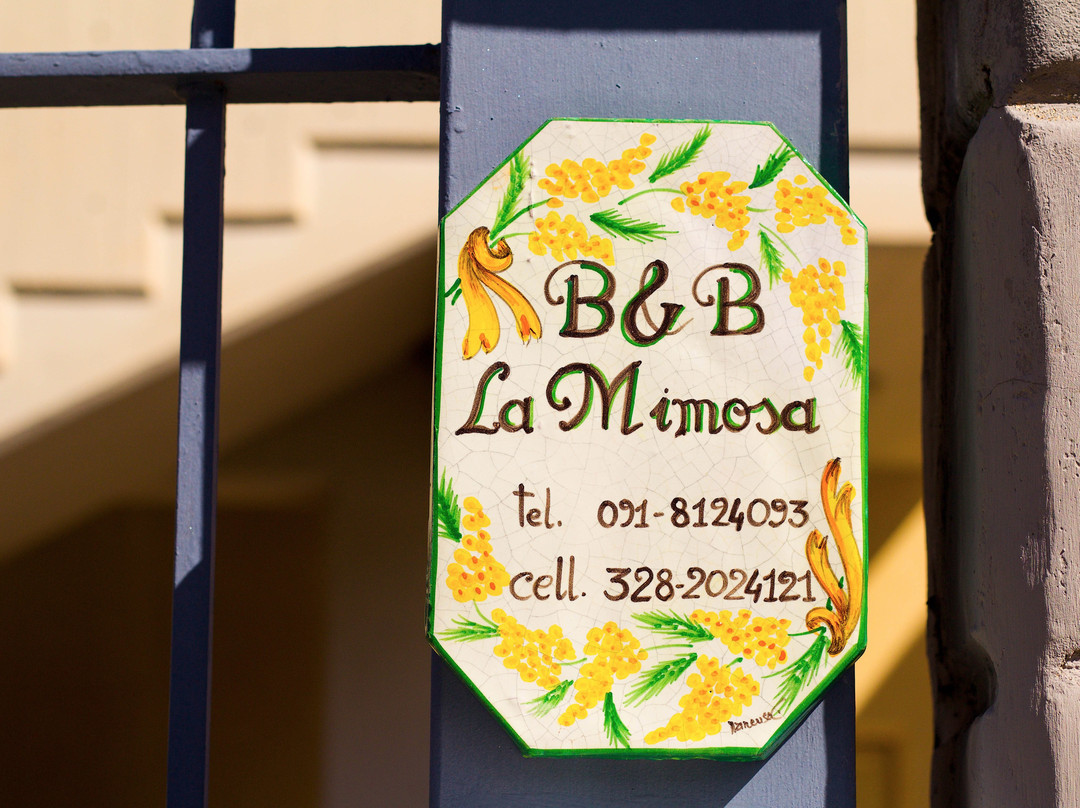 B&B
La Mimosa
tel. 091-8124093
cell. 328-2024121